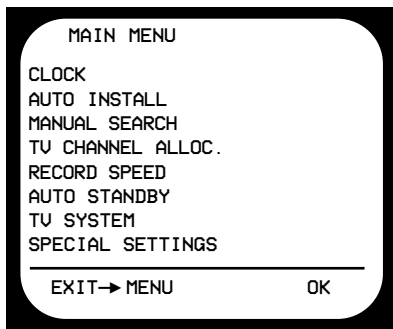 MAIN MENU
CLOCK
AUTO INSTALL
MANUAL SEARCH
TV CHANNEL ALLOC.
RECORD SPEED
AUTO STANDBY
TV SYSTEM
SPECIAL SETTINGS
EXIT→MENU OK